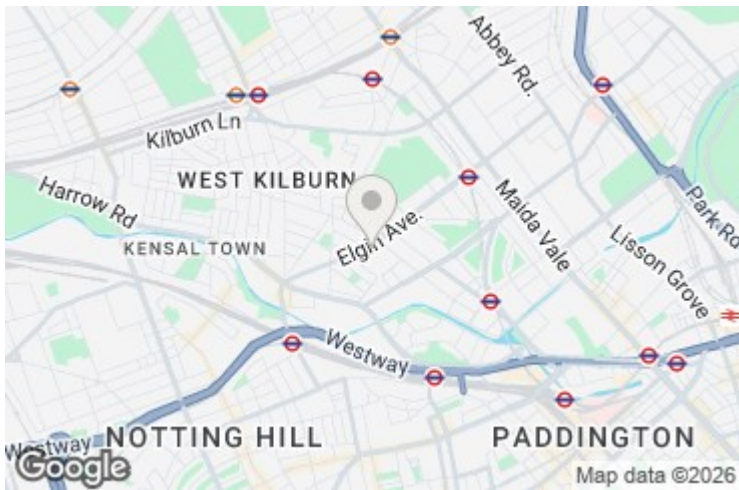 Abbey Rd.
Kilburn Ln
WEST KILBURN
Harrow Rd
Maida Vale
Park Rd
Elgin Ave.
Lisson Grove
KENSAL TOWN
Westway
NOTTING HILL
PADDINGTON
Westway
Google
Map data ©2026